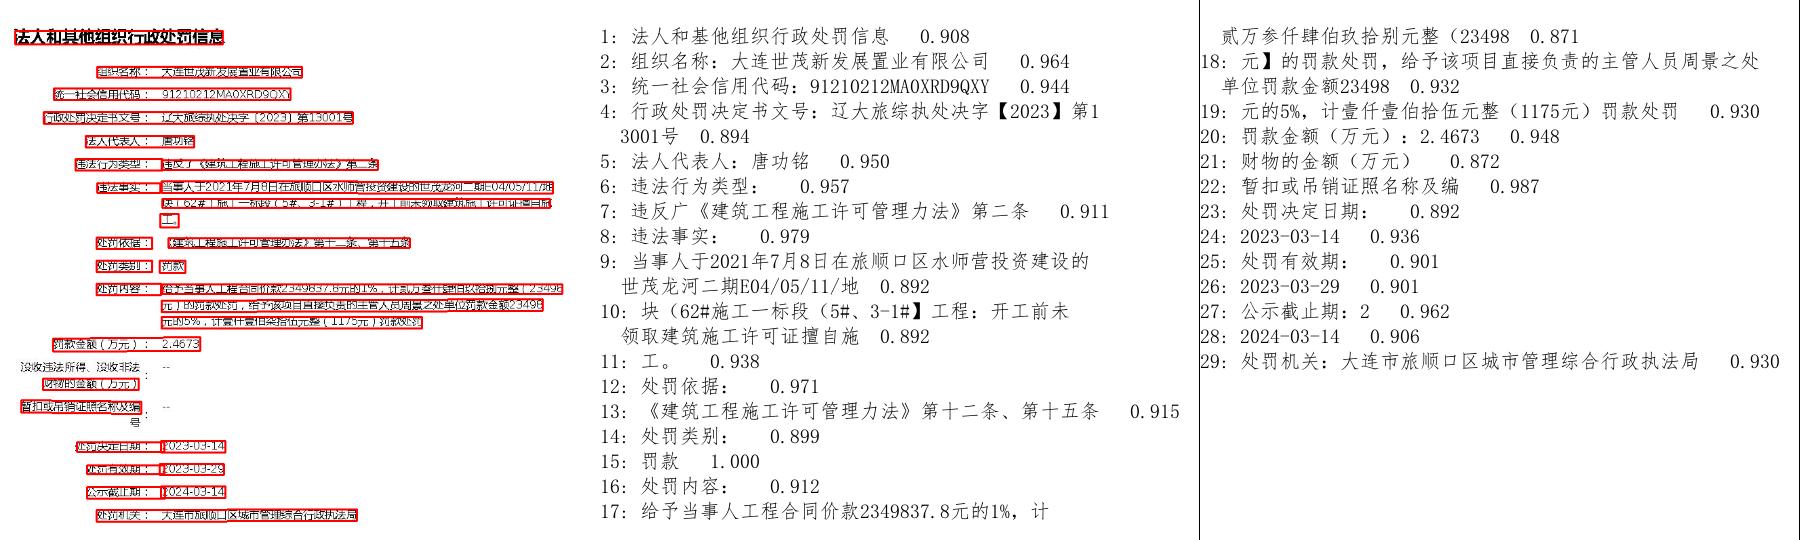 法人和其他组织行政处罚信息
组织名称： 大连世茂新发展置业有限公司
统一社会信用代码： 91210212MA0XRD9QXY
行政处罚决定书文号： 辽大旅综执处决字〔2023〕第13001号
法人代表人： 唐功铭
违法行为类型： 违反了《建筑工程施工许可管理办法》第二条
违法事实： 当事人于2021年7月8日在旅顺口区水师营投资建设的世茂龙河二期E04/05/11/地
块（62#）施工一标段（5#、3-1#）工程，开工前未领取建筑施工许可证擅自施
工。
处罚依据： 《建筑工程施工许可管理办法》第十二条、第十五条
处罚类别： 罚款
处罚内容： 给予当事人工程合同价款2349837.8元的1%，计贰万叁仟肆佰玖拾捌元整（23498
元）的罚款处罚，给予该项目直接负责的主管人员周景之处单位罚款金额23498
元的5%，计壹仟壹佰柒拾伍元整（1175元）罚款处罚
罚款金额（万元）： 2.4673
没收违法所得、没收非法
财物的金额（万元）： --
暂扣或吊销证照名称及编
号： --
处罚决定日期： 2023-03-14
处罚有效期： 2023-03-29
公示截止期： 2024-03-14
处罚机关： 大连市旅顺口区城市管理综合行政执法局
1: 法人和基他组织行政处罚信息 0.908
2: 组织名称: 大连世茂新发展置业有限公司 0.964
3: 统一社会信用代码: 91210212MA0XRD9QXY 0.944
4: 行政处罚决定书文号: 辽大旅综执处决字【2023】第1
3001号 0.894
5: 法人代表人: 唐功铭 0.950
6: 违法行为类型: 0.957
7: 违反广《建筑工程施工许可管理力法》第二条 0.911
8: 违法事实: 0.979
9: 当事人于2021年7月8日在旅顺口区水师营投资建设的
世茂龙河二期E04/05/11/地 0.892
10: 块（62#施工一标段（5#、3-1#】工程: 开工前未
领取建筑施工许可证擅自施 0.892
11: 工。 0.938
12: 处罚依据: 0.971
13: 《建筑工程施工许可管理力法》第十二条、第十五条 0.915
14: 处罚类别: 0.899
15: 罚款 1.000
16: 处罚内容: 0.912
17: 给予当事人工程合同价款2349837.8元的1%, 计
贰万参仟肆伯玖拾别元整（23498 0.871
18: 元】的罚款处罚, 给予该项目直接负责的主管人员周景之处
单位罚款金额23498 0.932
19: 元的5%, 计壹仟壹伯拾伍元整（1175元）罚款处罚 0.930
20: 罚款金额（万元）: 2.4673 0.948
21: 财物的金额（万元） 0.872
22: 暂扣或吊销证照名称及编 0.987
23: 处罚决定日期: 0.892
24: 2023-03-14 0.936
25: 处罚有效期: 0.901
26: 2023-03-29 0.901
27: 公示截止期: 2 0.962
28: 2024-03-14 0.906
29: 处罚机关: 大连市旅顺口区城市管理综合行政执法局 0.930